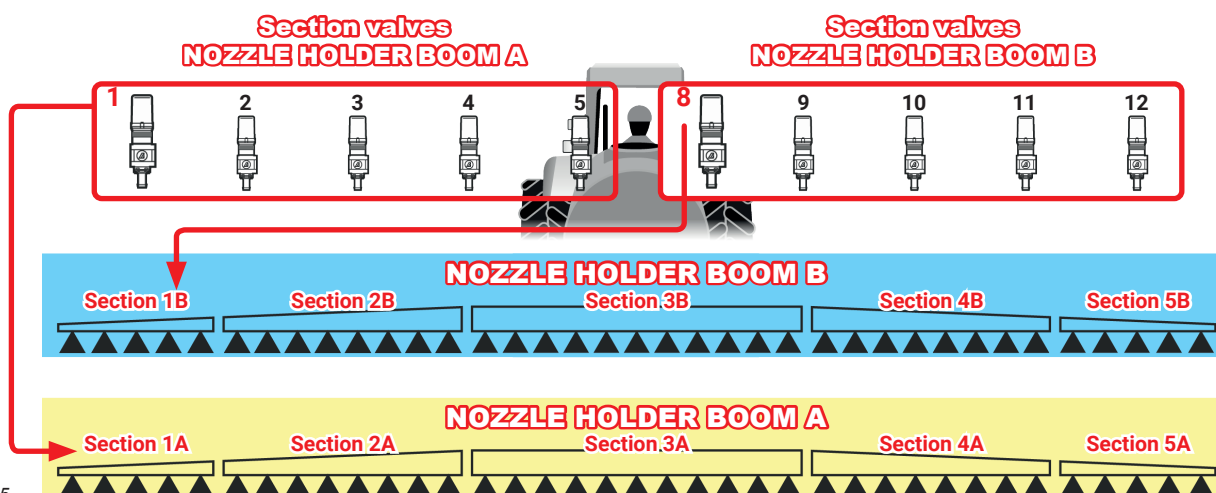 Section valves
NOZZLE HOLDER BOOM A
Section valves
NOZZLE HOLDER BOOM B
1 2 3 4 5 8 9 10 11 12
NOZZLE HOLDER BOOM B
Section 1B Section 2B Section 3B Section 4B Section 5B
NOZZLE HOLDER BOOM A
Section 1A Section 2A Section 3A Section 4A Section 5A
5